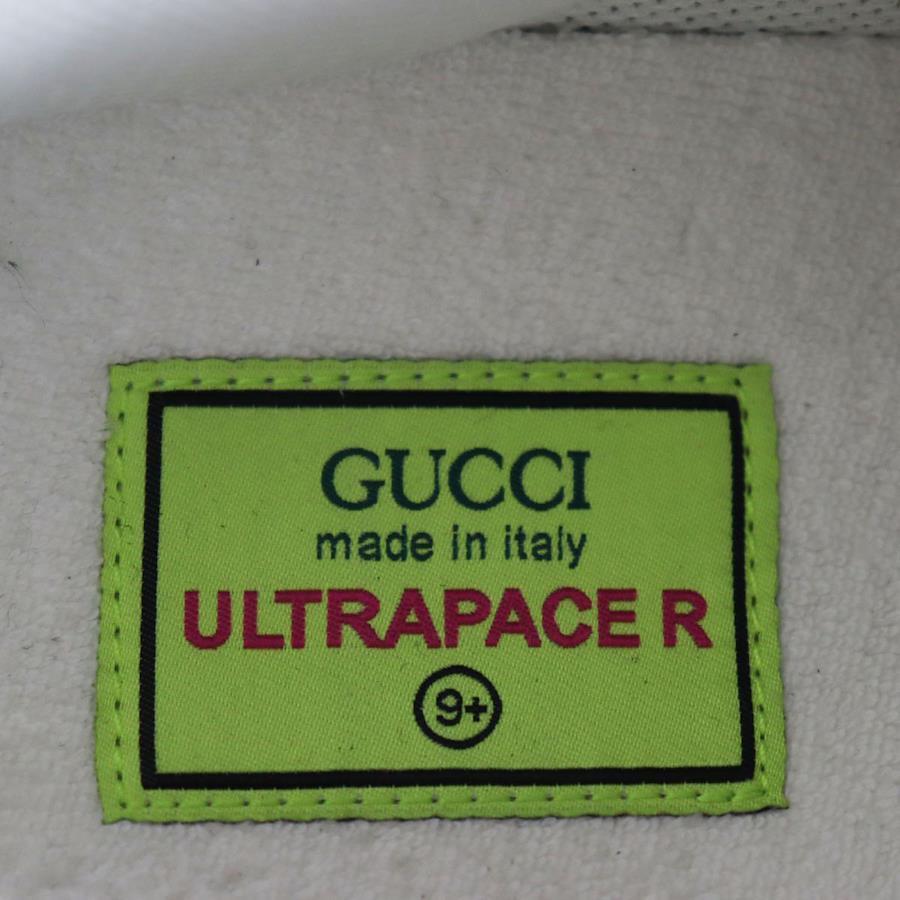 GUCCI
made in italy
ULTRAPACE R
9+